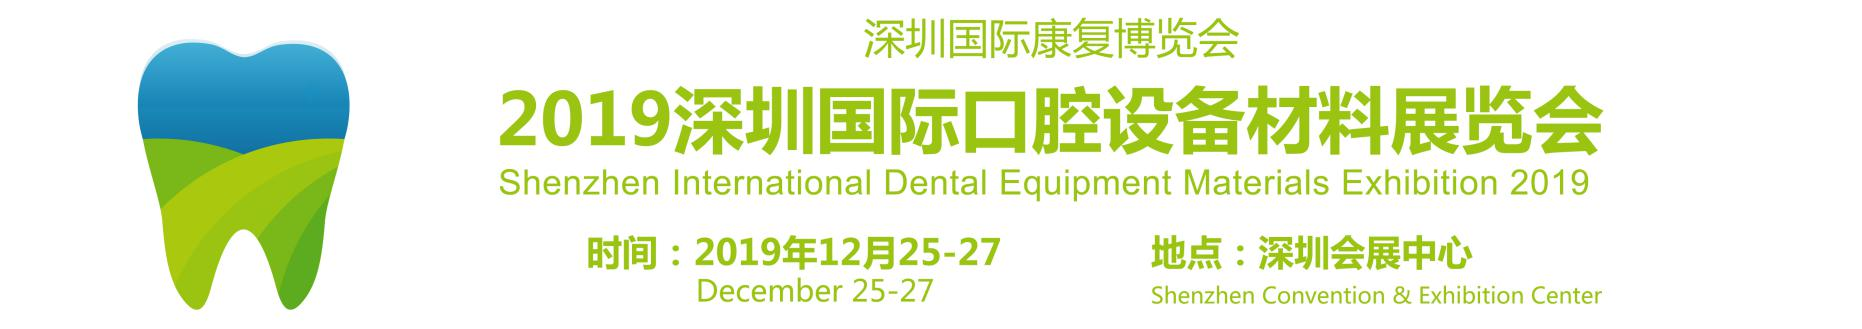 深圳国际康复博览会
2019深圳国际口腔设备材料展览会
Shenzhen International Dental Equipment Materials Exhibition 2019
时间：2019年12月25-27
December 25-27
地点：深圳会展中心
Shenzhen Convention & Exhibition Center